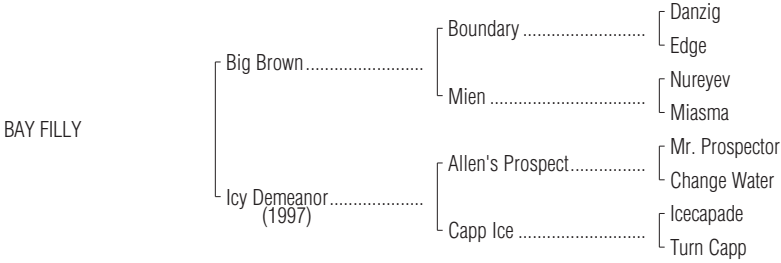 Danzig
Boundary ..........................
Edge
Big Brown.........................
Nureyev
Mien .................................
Miasma
BAY FILLY
Mr. Prospector
Allen's Prospect................
Change Water
Icy Demeanor....................
(1997)
Icecapade
Capp Ice ...........................
Turn Capp